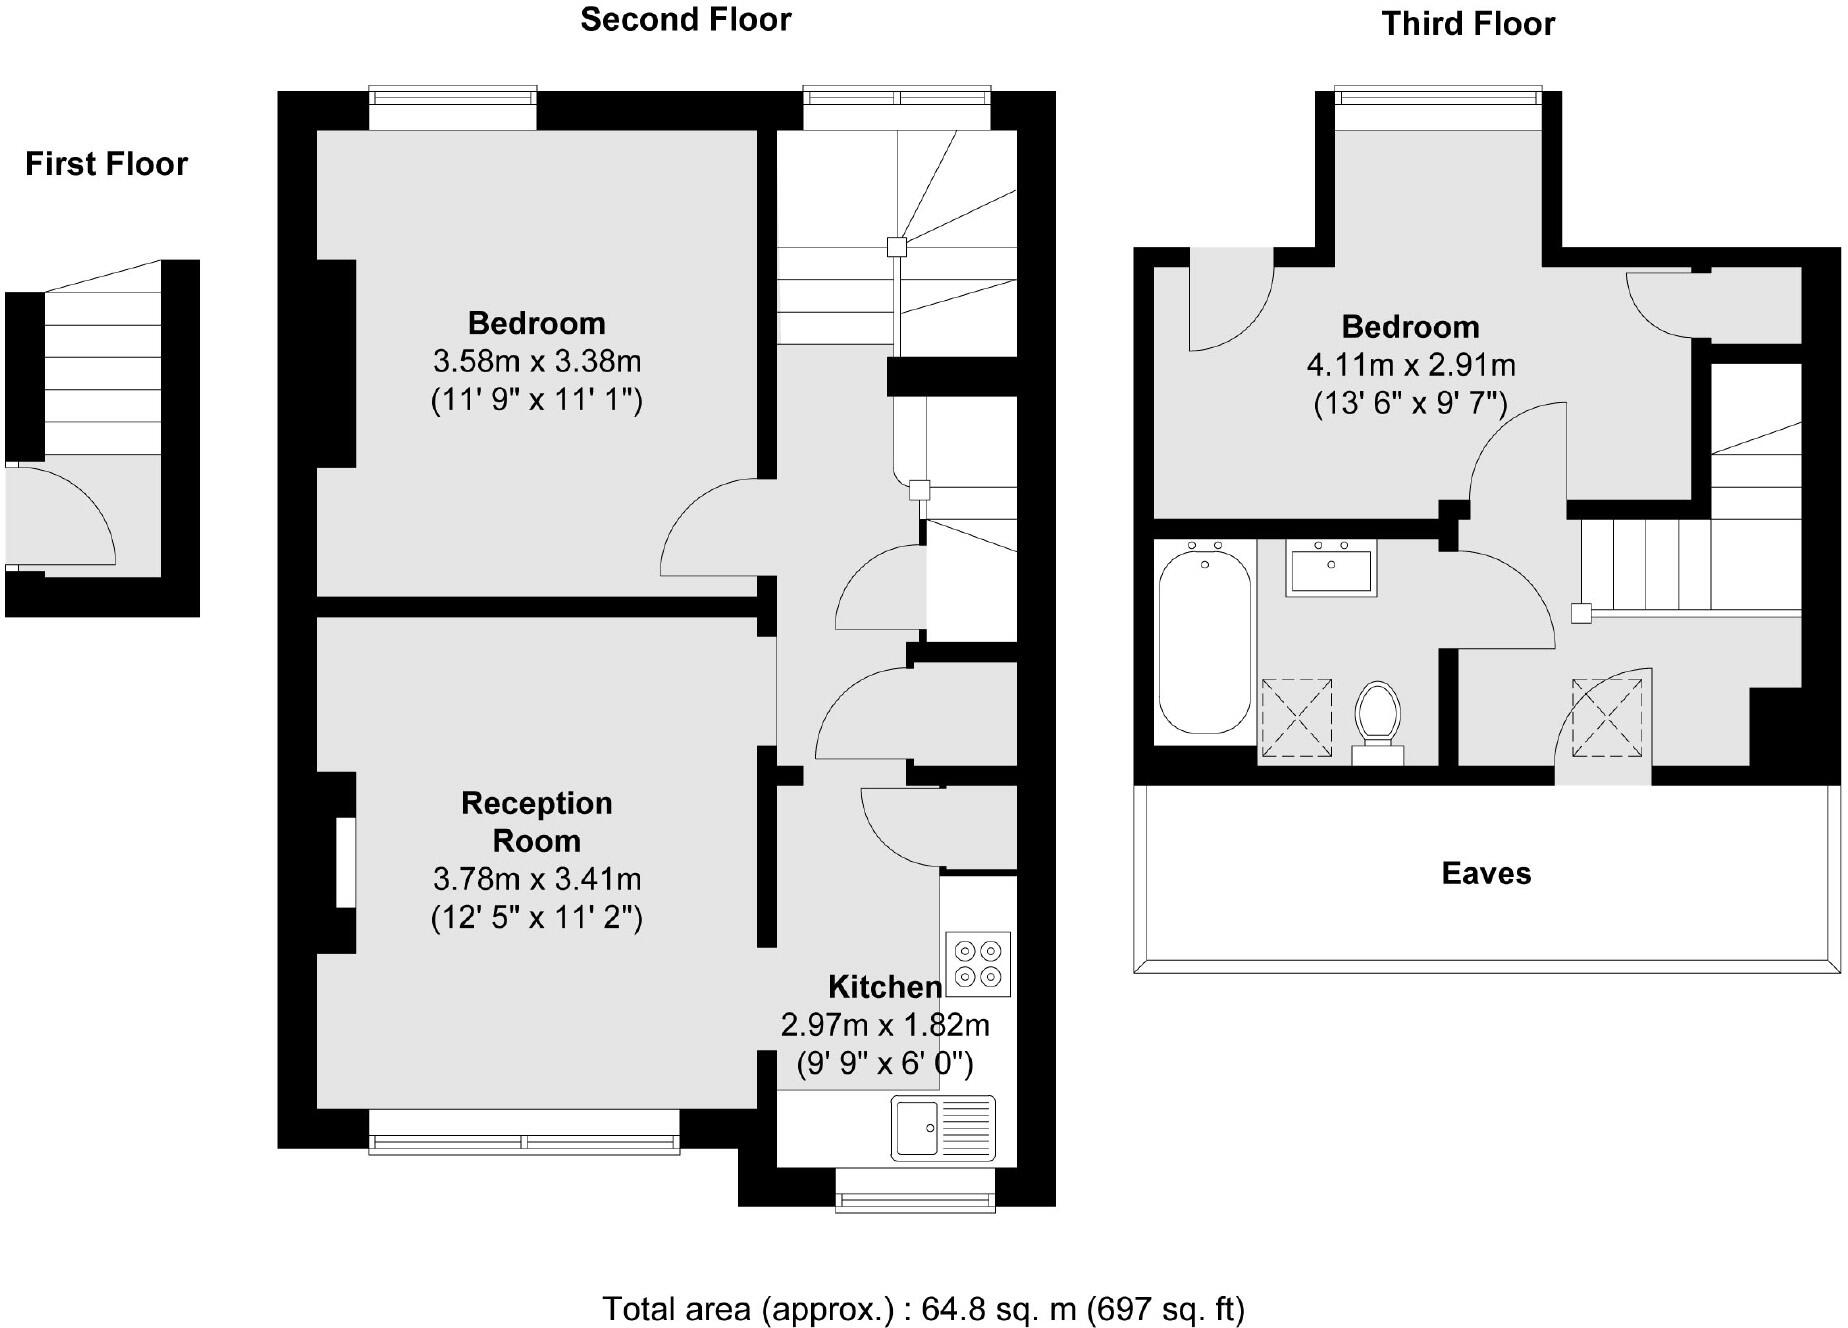 First Floor
Second Floor
Bedroom
3.58m x 3.38m
(11' 9" x 11' 1")
Reception
Room
3.78m x 3.41m
(12' 5" x 11' 2")
Kitchen
2.97m x 1.82m
(9' 9" x 6' 0")
Third Floor
Bedroom
4.11m x 2.91m
(13' 6" x 9' 7")
Eaves
Total area (approx.) : 64.8 sq. m (697 sq. ft)